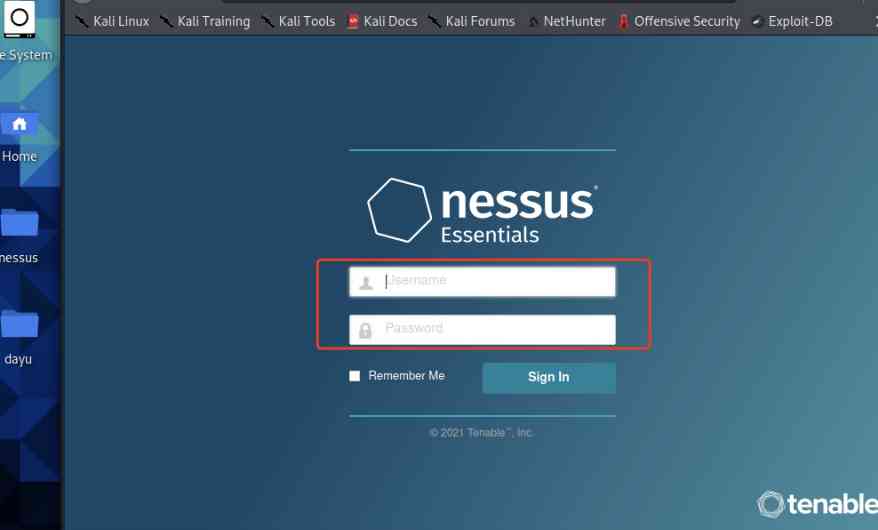 Kali Linux Kali Training Kali Tools Kali Docs Kali Forums NetHunter Offensive Security Exploit-DB
e System
Home
nessus
dayu
nessus®
Essentials
Username
Password
Remember Me
Sign In
© 2021 Tenable™, Inc.
tenable